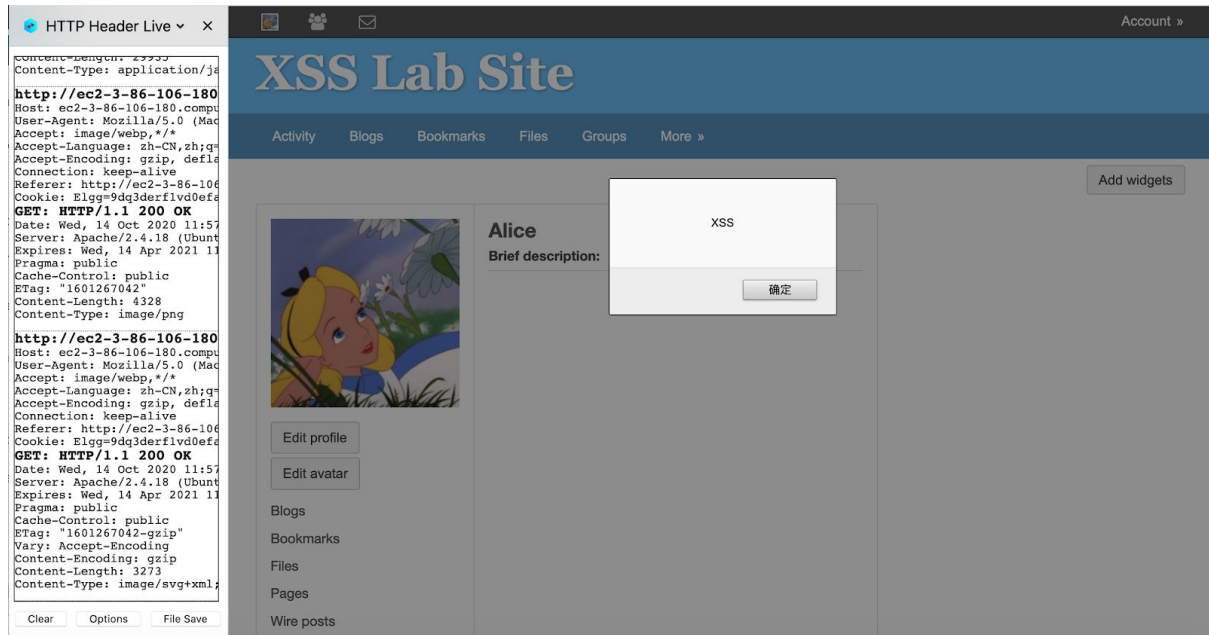 HTTP Header Live
Content-Length: 29935
Content-Type: application/ja
http://ec2-3-86-106-180
Host: ec2-3-86-106-180.compu
User-Agent: Mozilla/5.0 (Mac
Accept: image/webp,*/*
Accept-Language: zh-CN,zh;q=
Accept-Encoding: gzip, defla
Connection: keep-alive
Referer: http://ec2-3-86-106
Cookie: Elgg=9dq3derf1vd0efa
GET: HTTP/1.1 200 OK
Date: Wed, 14 Oct 2020 11:57
Server: Apache/2.4.18 (Ubunt
Expires: Wed, 14 Apr 2021 11
Pragma: public
Cache-Control: public
ETag: "1601267042"
Content-Length: 4328
Content-Type: image/png
http://ec2-3-86-106-180
Host: ec2-3-86-106-180.compu
User-Agent: Mozilla/5.0 (Mac
Accept: image/webp,*/*
Accept-Language: zh-CN,zh;q=
Accept-Encoding: gzip, defla
Connection: keep-alive
Referer: http://ec2-3-86-106
Cookie: Elgg=9dq3derf1vd0efa
GET: HTTP/1.1 200 OK
Date: Wed, 14 Oct 2020 11:57
Server: Apache/2.4.18 (Ubunt
Expires: Wed, 14 Apr 2021 11
Pragma: public
Cache-Control: public
ETag: "1601267042-gzip"
Vary: Accept-Encoding
Content-Encoding: gzip
Content-Length: 3273
Content-Type: image/svg+xml;
Clear Options File Save
Account »
XSS Lab Site
Activity Blogs Bookmarks Files Groups More »
Add widgets
Alice
Brief description:
XSS
确定
Edit profile
Edit avatar
Blogs
Bookmarks
Files
Pages
Wire posts